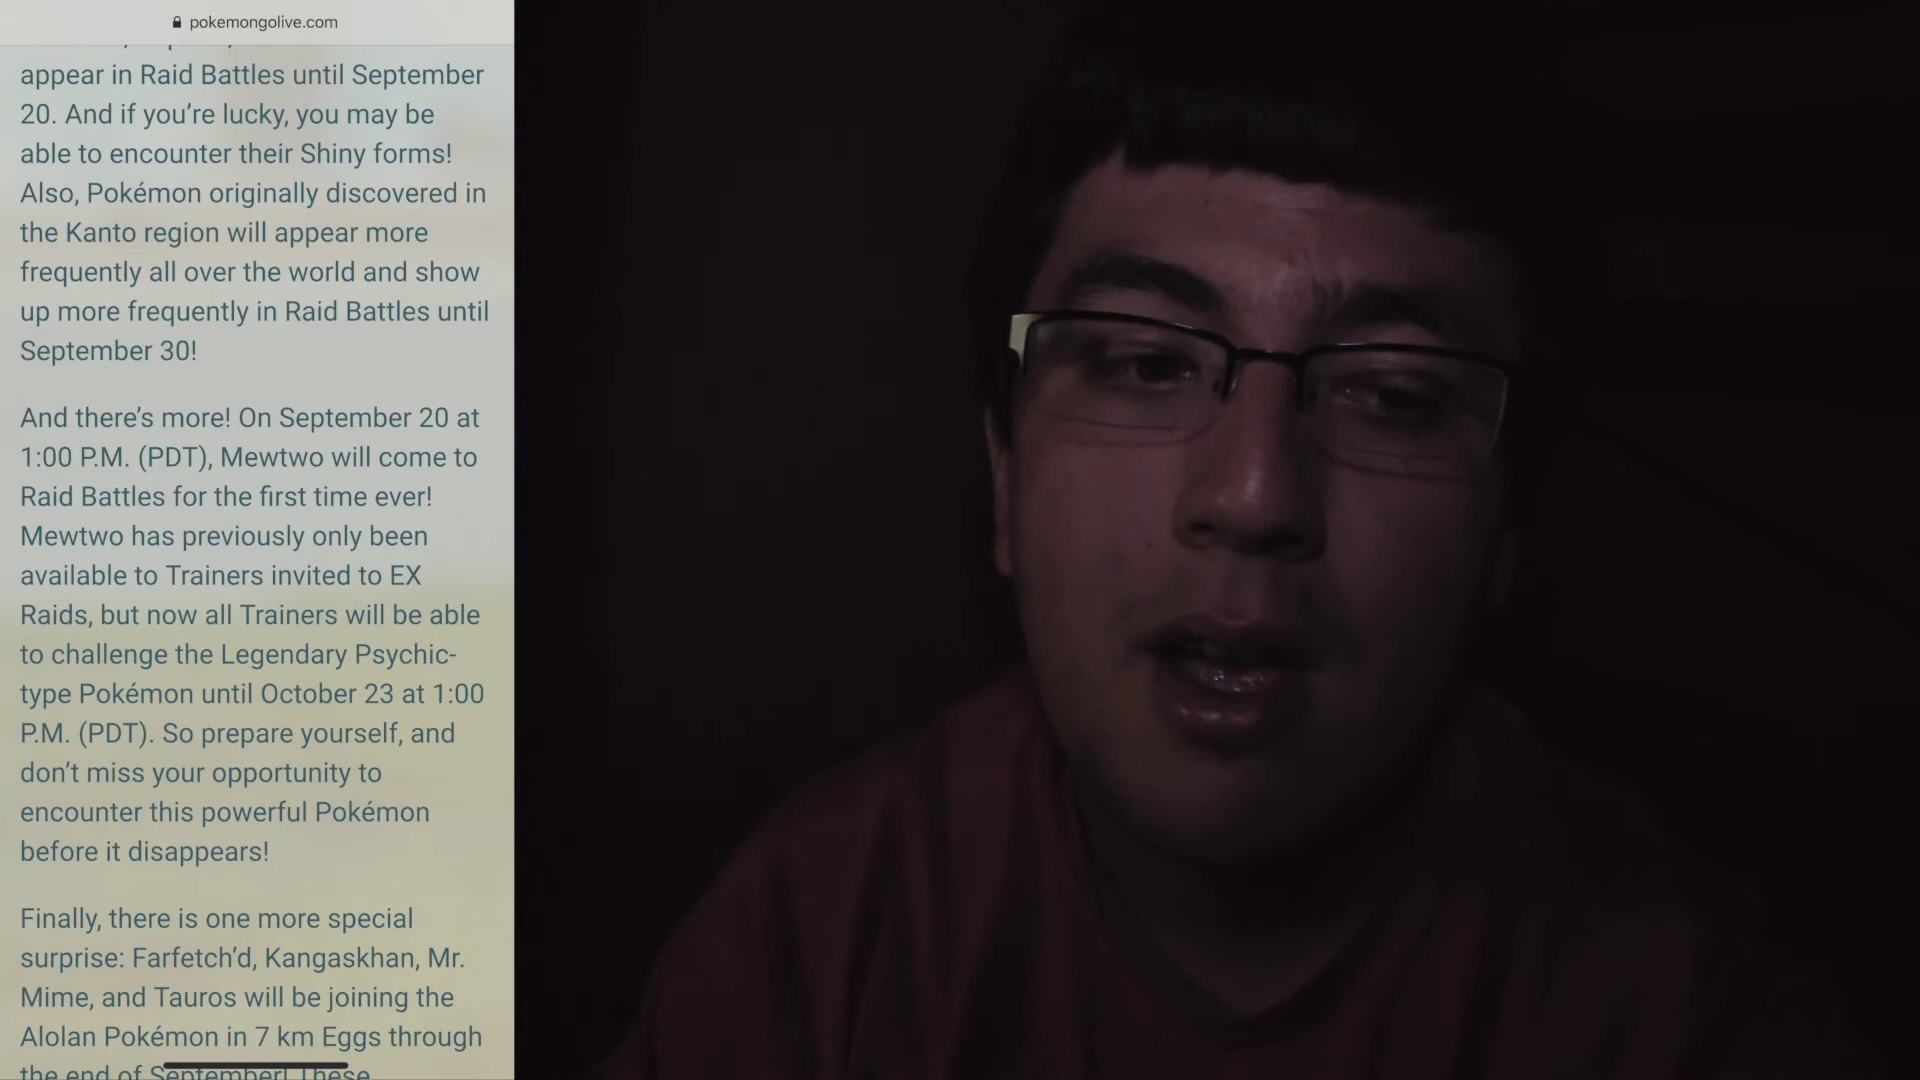 pokemongolive.com
appear in Raid Battles until September
20. And if you’re lucky, you may be
able to encounter their Shiny forms!
Also, Pokémon originally discovered in
the Kanto region will appear more
frequently all over the world and show
up more frequently in Raid Battles until
September 30!
And there’s more! On September 20 at
1:00 P.M. (PDT), Mewtwo will come to
Raid Battles for the first time ever!
Mewtwo has previously only been
available to Trainers invited to EX
Raids, but now all Trainers will be able
to challenge the Legendary Psychic-
type Pokémon until October 23 at 1:00
P.M. (PDT). So prepare yourself, and
don’t miss your opportunity to
encounter this powerful Pokémon
before it disappears!
Finally, there is one more special
surprise: Farfetch’d, Kangaskhan, Mr.
Mime, and Tauros will be joining the
Alolan Pokémon in 7 km Eggs through
the end of September! These